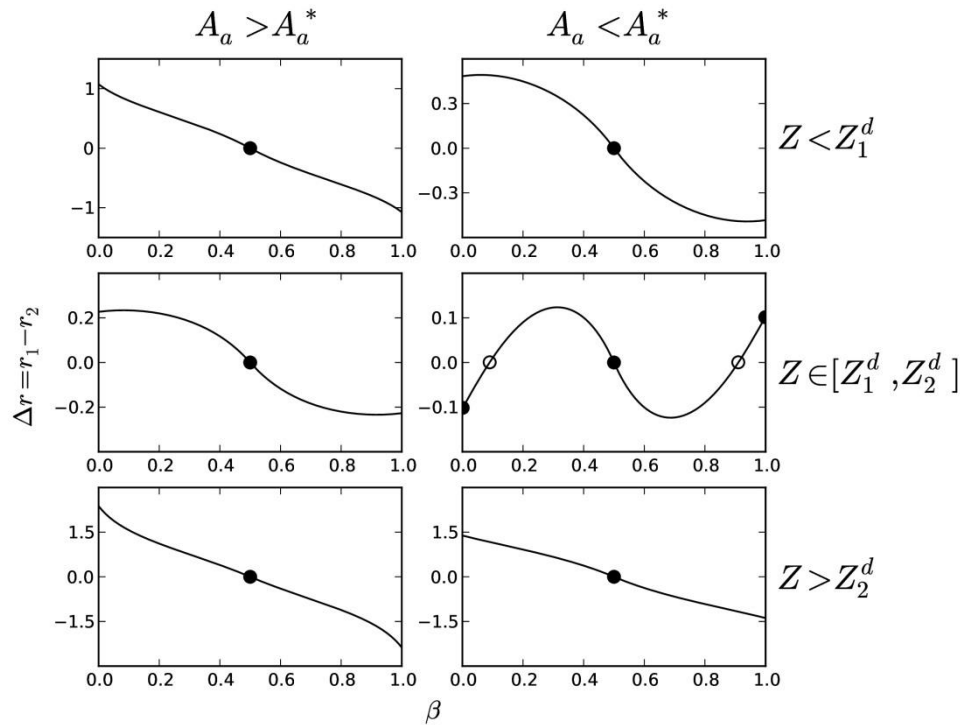 A_a > A_a^* A_a < A_a^*
1 0 −1
0.0 0.2 0.4 0.6 0.8 1.0
0.3 0.0 −0.3
0.0 0.2 0.4 0.6 0.8 1.0
Z < Z_1^d
Δr = r_1 − r_2
0.2 0.0 −0.2
0.0 0.2 0.4 0.6 0.8 1.0
0.1 0.0 −0.1
0.0 0.2 0.4 0.6 0.8 1.0
Z ∈ [Z_1^d , Z_2^d ]
1.5 0.0 −1.5
0.0 0.2 0.4 0.6 0.8 1.0
1.5 0.0 −1.5
0.0 0.2 0.4 0.6 0.8 1.0
Z > Z_2^d
β